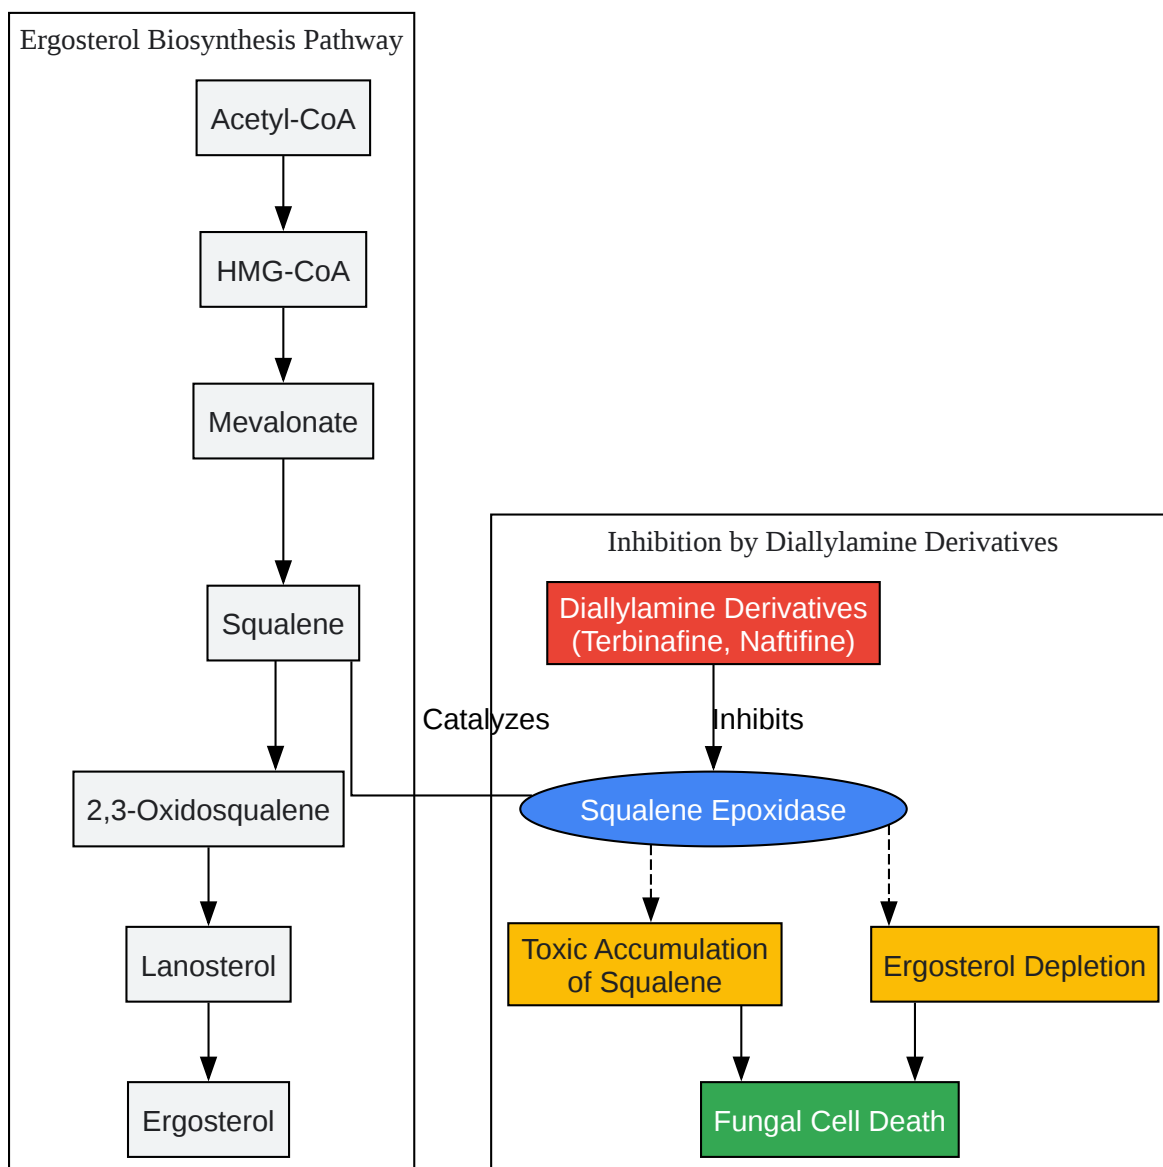 Ergosterol Biosynthesis Pathway
Acetyl-CoA
HMG-CoA
Mevalonate
Squalene
2,3-Oxidosqualene
Lanosterol
Ergosterol
Catalyzes
Inhibition by Diallylamine Derivatives
Diallylamine Derivatives
(Terbinafine, Naftifine)
Inhibits
Squalene Epoxidase
Toxic Accumulation
of Squalene
Ergosterol Depletion
Fungal Cell Death